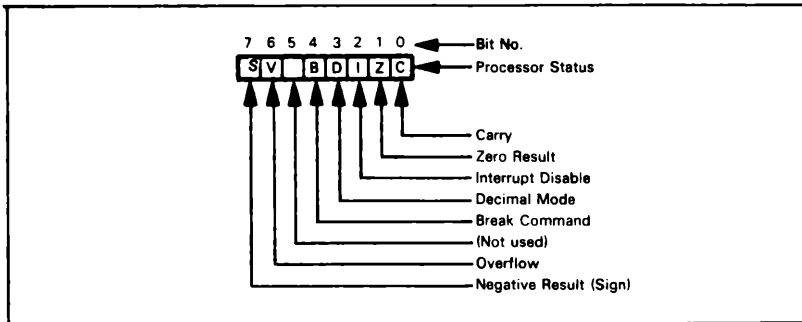 7 6 5 4 3 2 1 0 Bit No.
S V B D I Z C Processor Status
Carry
Zero Result
Interrupt Disable
Decimal Mode
Break Command
(Not used)
Overflow
Negative Result (Sign)